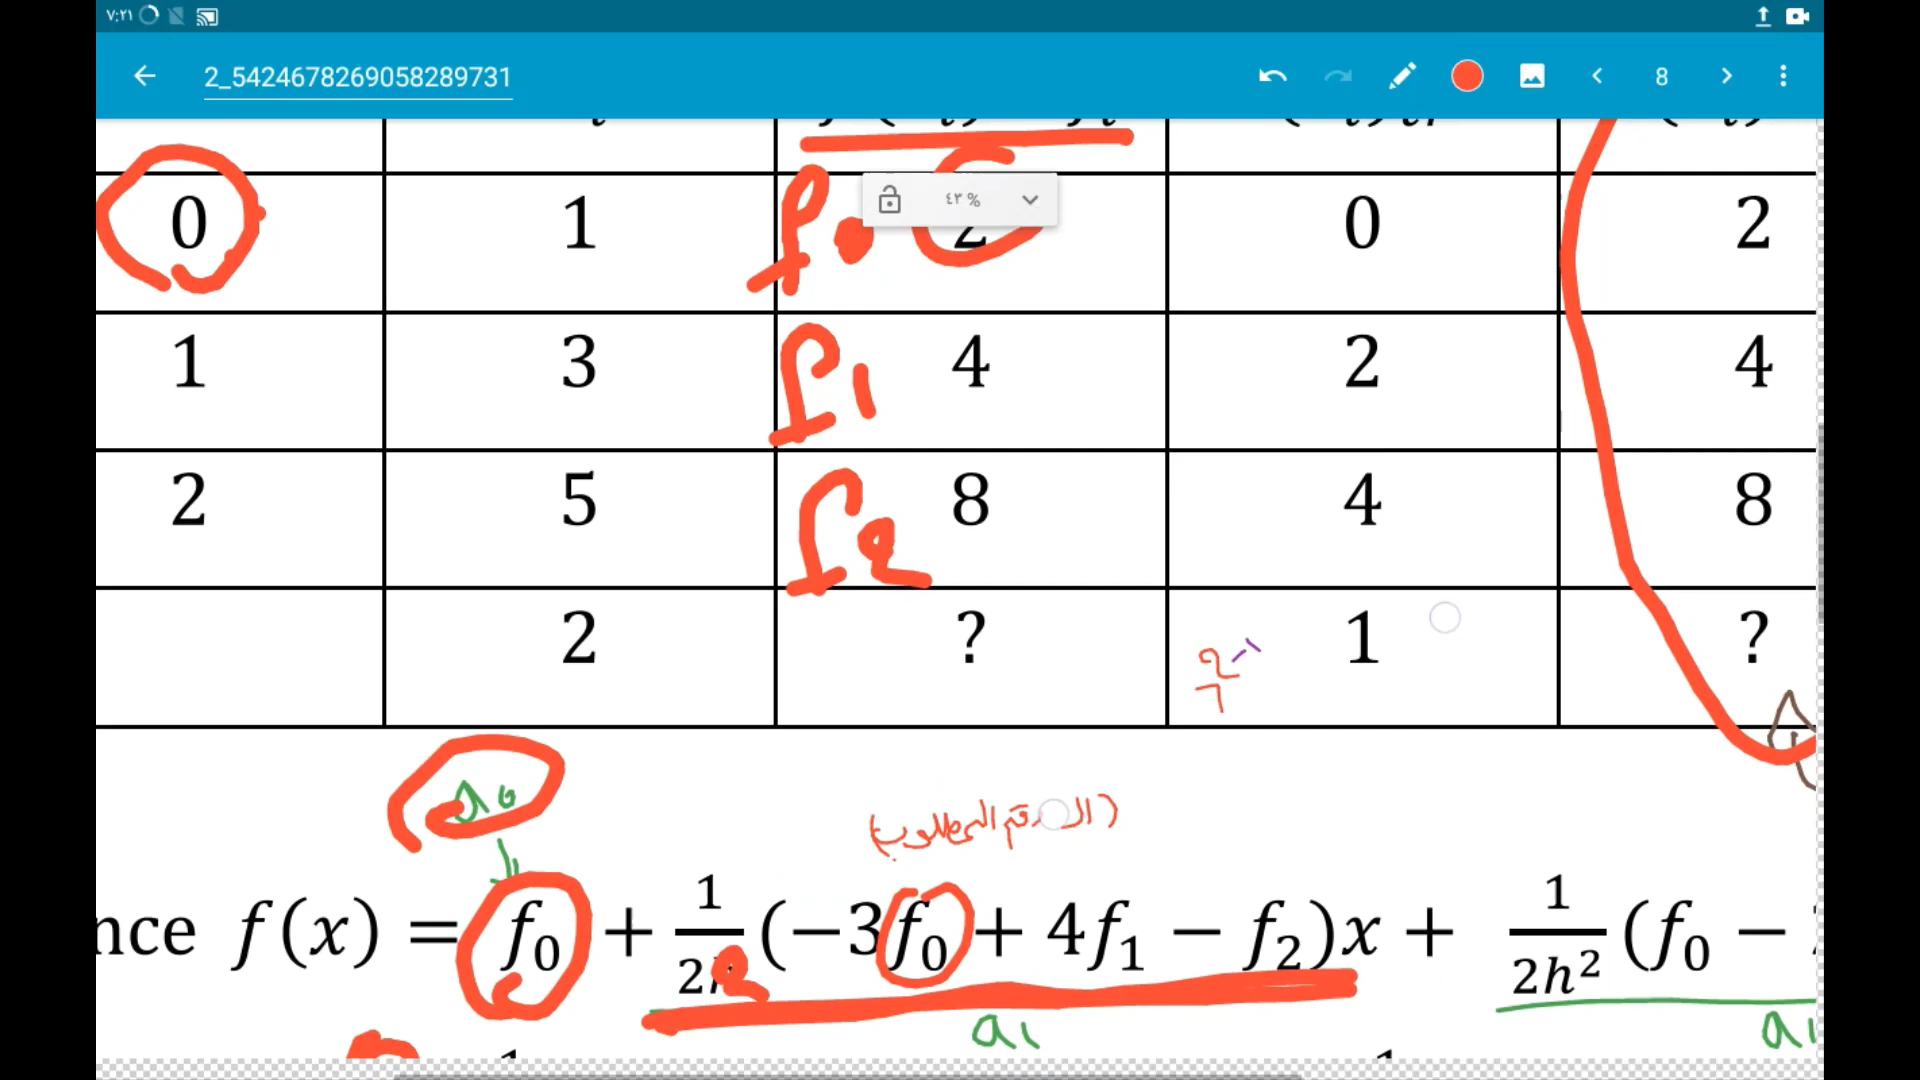 ٧:٢١
2_5424678269058289731
8
٤٣ %
0 1 f0 2 0 2
1 3 f1 4 2 4
2 5 f2 8 4 8
2 ? 1 ?
a0
(الرقم المطلوب)
nce f(x) = f₀ + 1/2h (−3f₀ + 4f₁ − f₂)x + 1/2h² (f₀ −
a1
a1